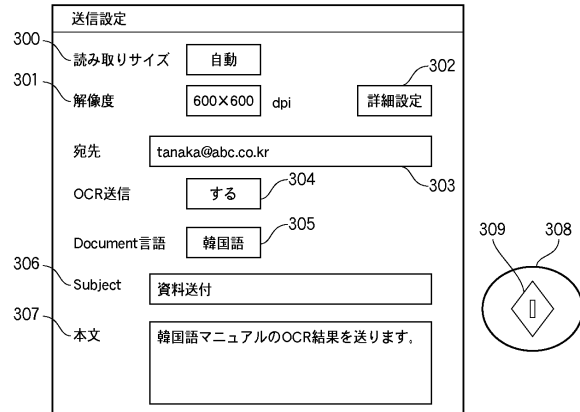 送信設定
300
読み取りサイズ 自動
301
解像度 600×600 dpi 詳細設定 302
宛先 tanaka@abc.co.kr 303
OCR送信 する 304
Document言語 韓国語 305
306
Subject 資料送付
307
本文 韓国語マニュアルのOCR結果を送ります。
309 308